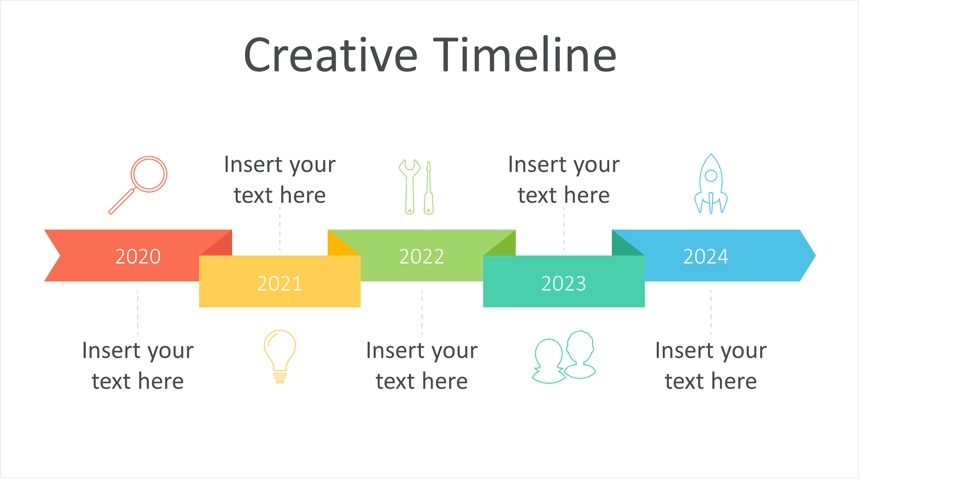 Creative Timeline
Insert your
text here
Insert your
text here
2020
2021
2022
2023
2024
Insert your
text here
Insert your
text here
Insert your
text here